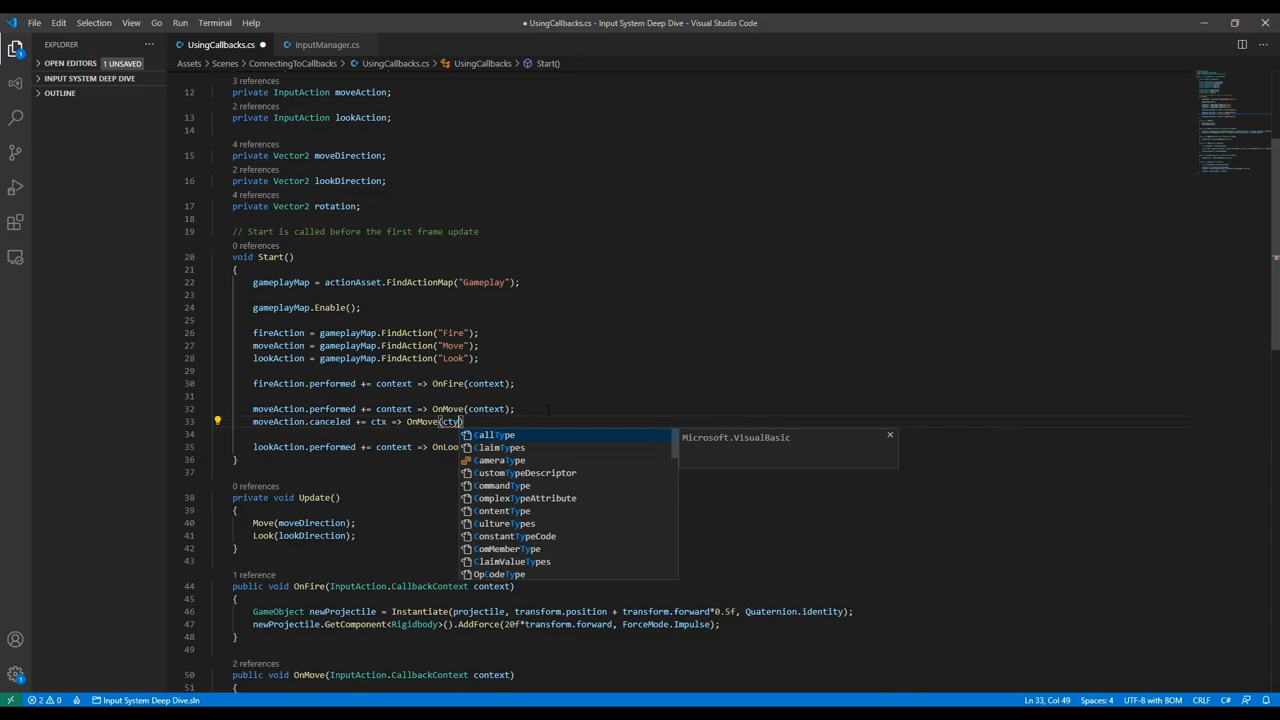 File Edit Selection View Go Run Terminal Help
● UsingCallbacks.cs - Input System Deep Dive - Visual Studio Code
EXPLORER ···
UsingCallbacks.cs ●
InputManager.cs
OPEN EDITORS 1 UNSAVED
INPUT SYSTEM DEEP DIVE
OUTLINE
Assets > Scenes > ConnectingToCallbacks > UsingCallbacks.cs > UsingCallbacks > Start()
3 references
12 private InputAction moveAction;
2 references
13 private InputAction lookAction;
14
4 references
15 private Vector2 moveDirection;
2 references
16 private Vector2 lookDirection;
4 references
17 private Vector2 rotation;
18
19 // Start is called before the first frame update
0 references
20 void Start()
21 {
22 gameplayMap = actionAsset.FindActionMap("Gameplay");
23
24 gameplayMap.Enable();
25
26 fireAction = gameplayMap.FindAction("Fire");
27 moveAction = gameplayMap.FindAction("Move");
28 lookAction = gameplayMap.FindAction("Look");
29
30 fireAction.performed += context => OnFire(context);
31
32 moveAction.performed += context => OnMove(context);
33 moveAction.canceled += ctx => OnMove(cty)
34
35 lookAction.performed += context => OnLoo
36 }
37
CallType
ClaimTypes
CameraType
CustomTypeDescriptor
CommandType
ComplexTypeAttribute
ContentType
CultureTypes
ConstantTypeCode
ComMemberType
ClaimValueTypes
OpCodeType
Microsoft.VisualBasic
0 references
38 private void Update()
39 {
40 Move(moveDirection);
41 Look(lookDirection);
42 }
43
1 reference
44 public void OnFire(InputAction.CallbackContext context)
45 {
46 GameObject newProjectile = Instantiate(projectile, transform.position + transform.forward*0.5f, Quaternion.identity);
47 newProjectile.GetComponent<Rigidbody>().AddForce(20f*transform.forward, ForceMode.Impulse);
48 }
49
2 references
50 public void OnMove(InputAction.CallbackContext context)
51 {
2 0 Input System Deep Dive.sln
Ln 33, Col 49 Spaces: 4 UTF-8 with BOM CRLF C#